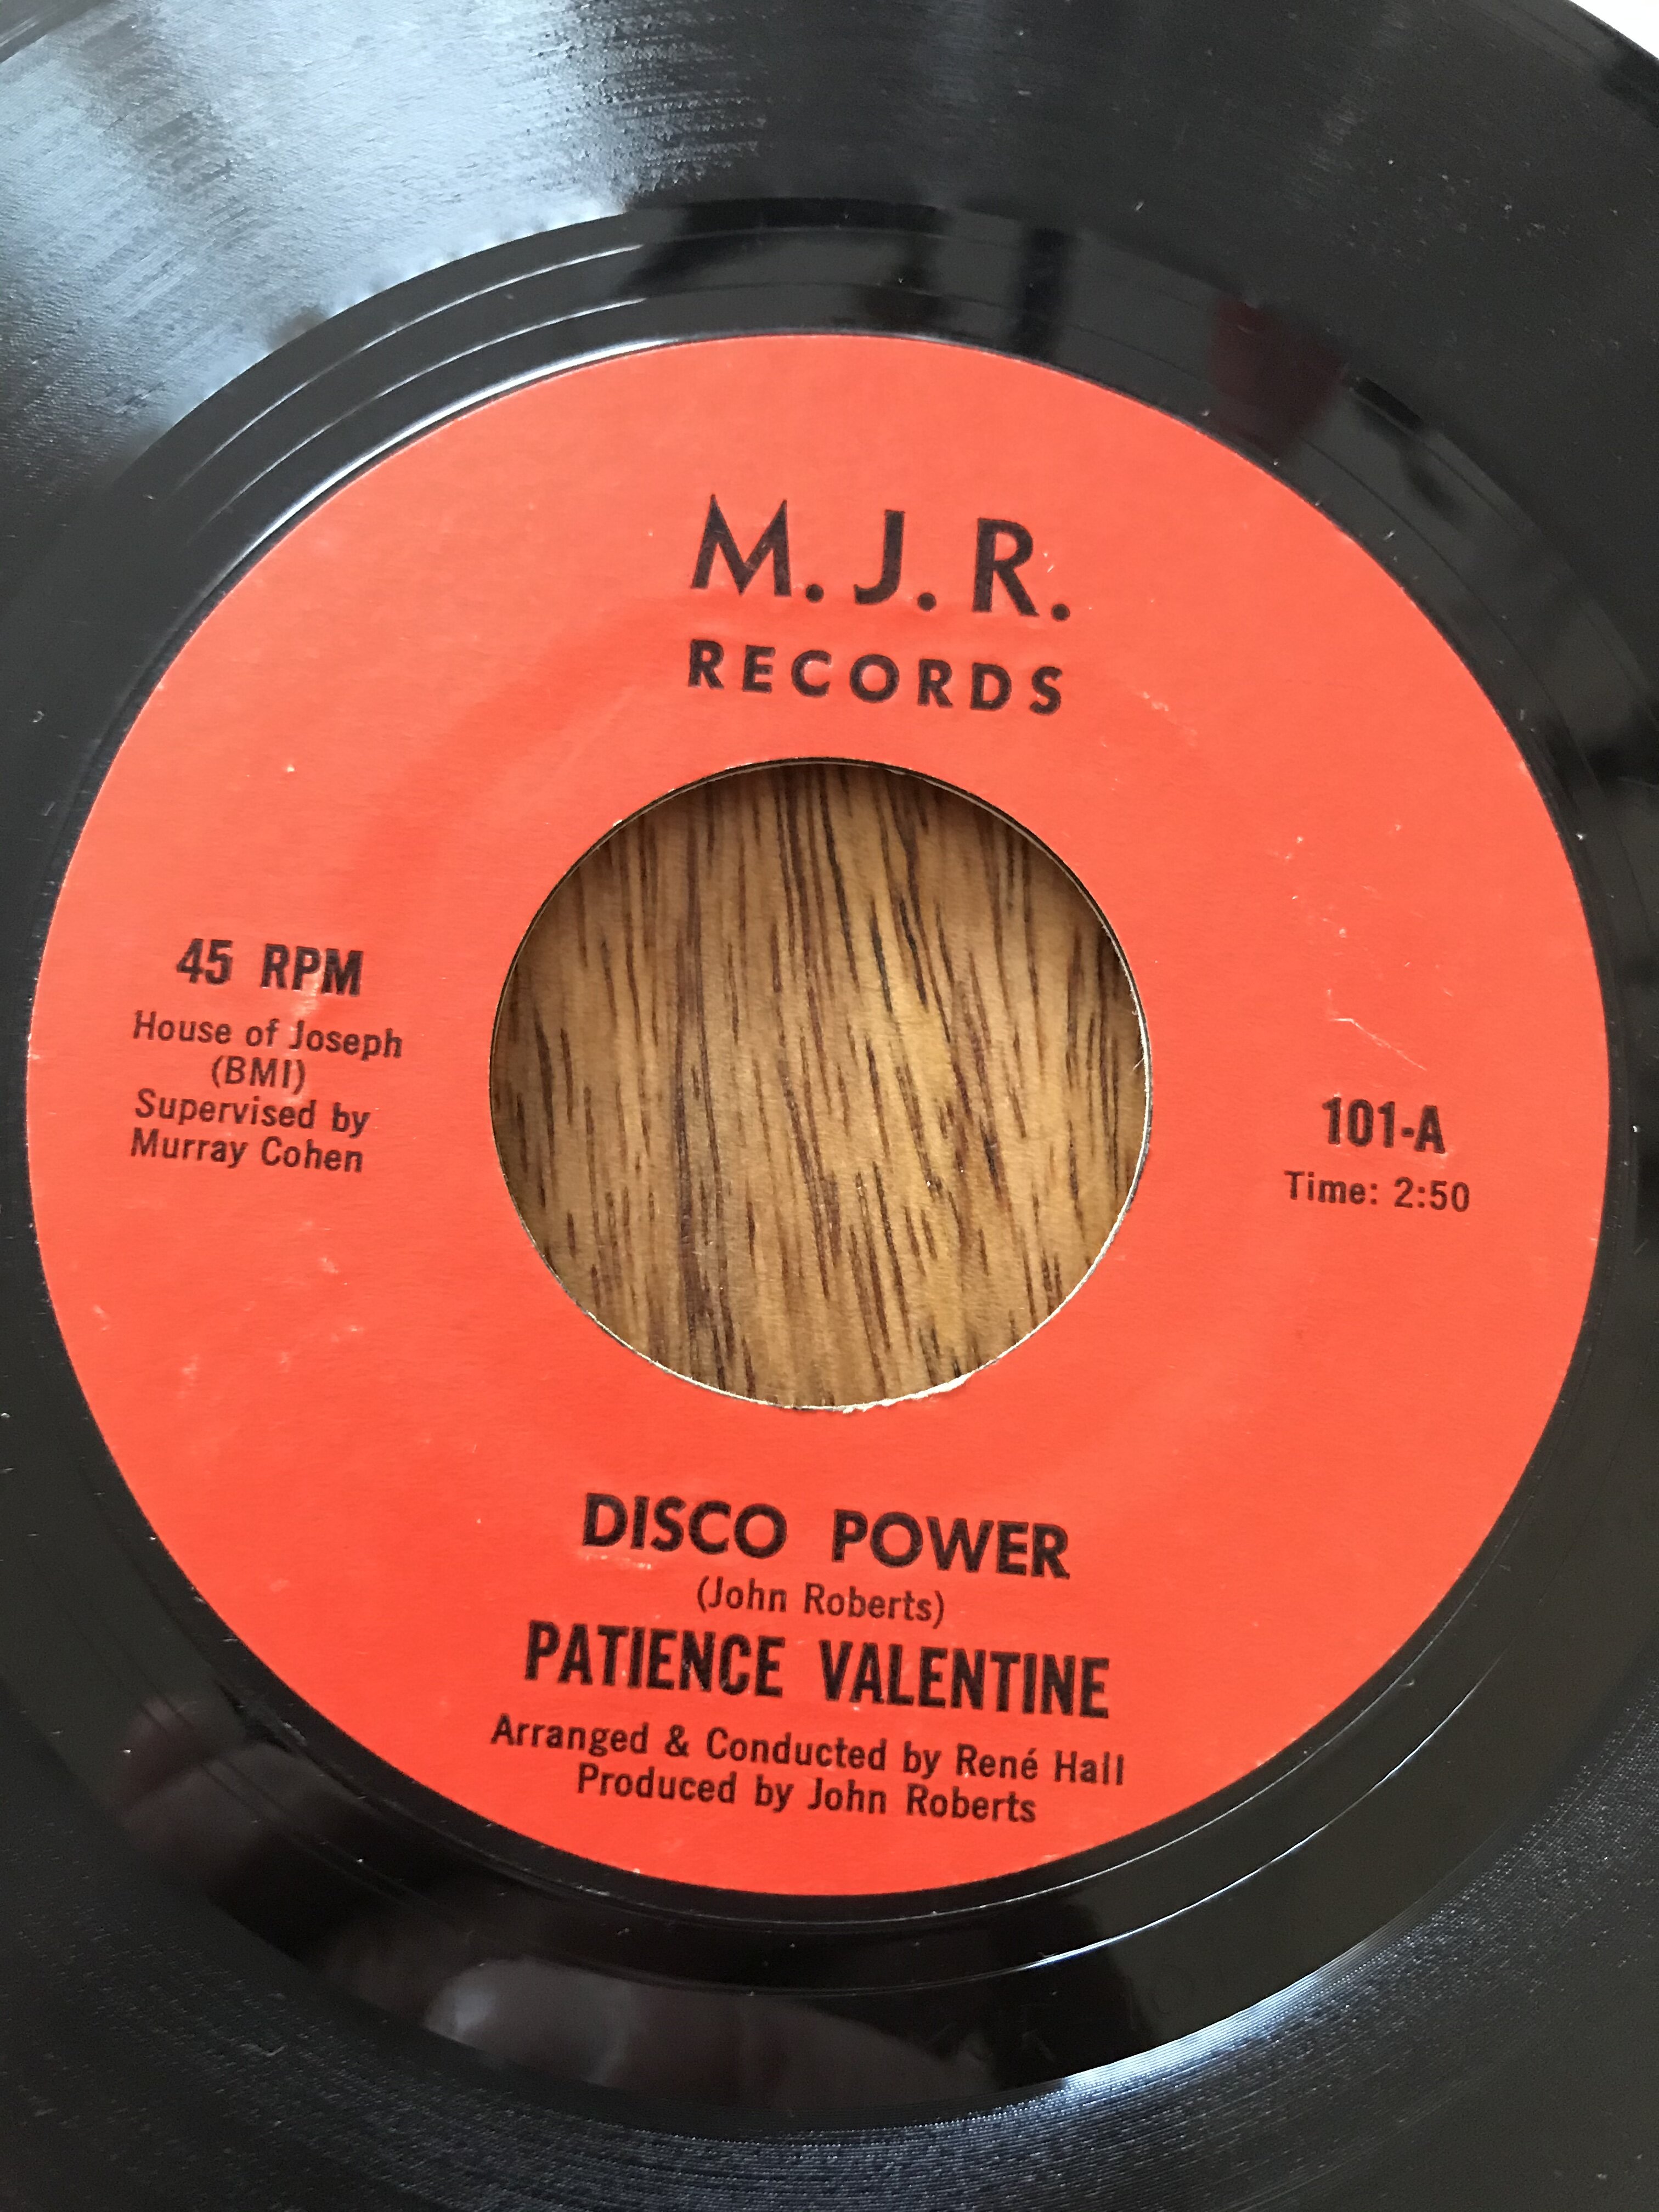 M. J. R.
RECORDS
45 RPM
House of Joseph
(BMI)
Supervised by
Murray Cohen
101-A
Time: 2:50
DISCO POWER
(John Roberts)
PATIENCE VALENTINE
Arranged & Conducted by René Hall
Produced by John Roberts